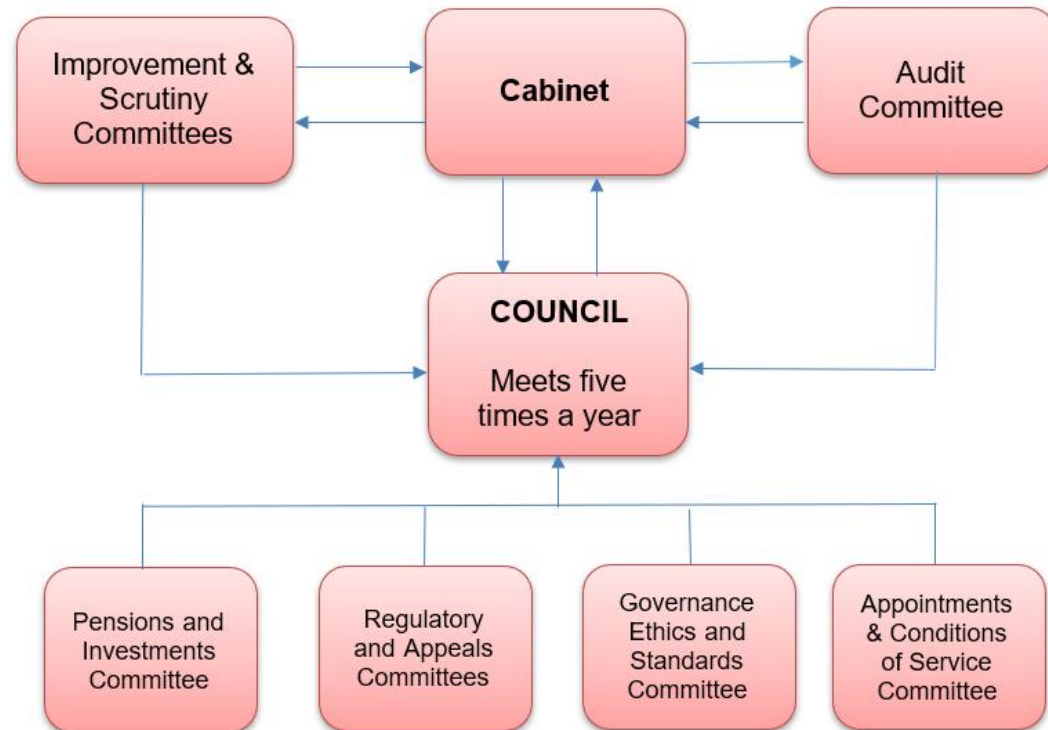 Improvement &
Scrutiny
Committees
Cabinet
Audit
Committee
COUNCIL
Meets five
times a year
Pensions and
Investments
Committee
Regulatory
and Appeals
Committees
Governance
Ethics and
Standards
Committee
Appointments
& Conditions
of Service
Committee